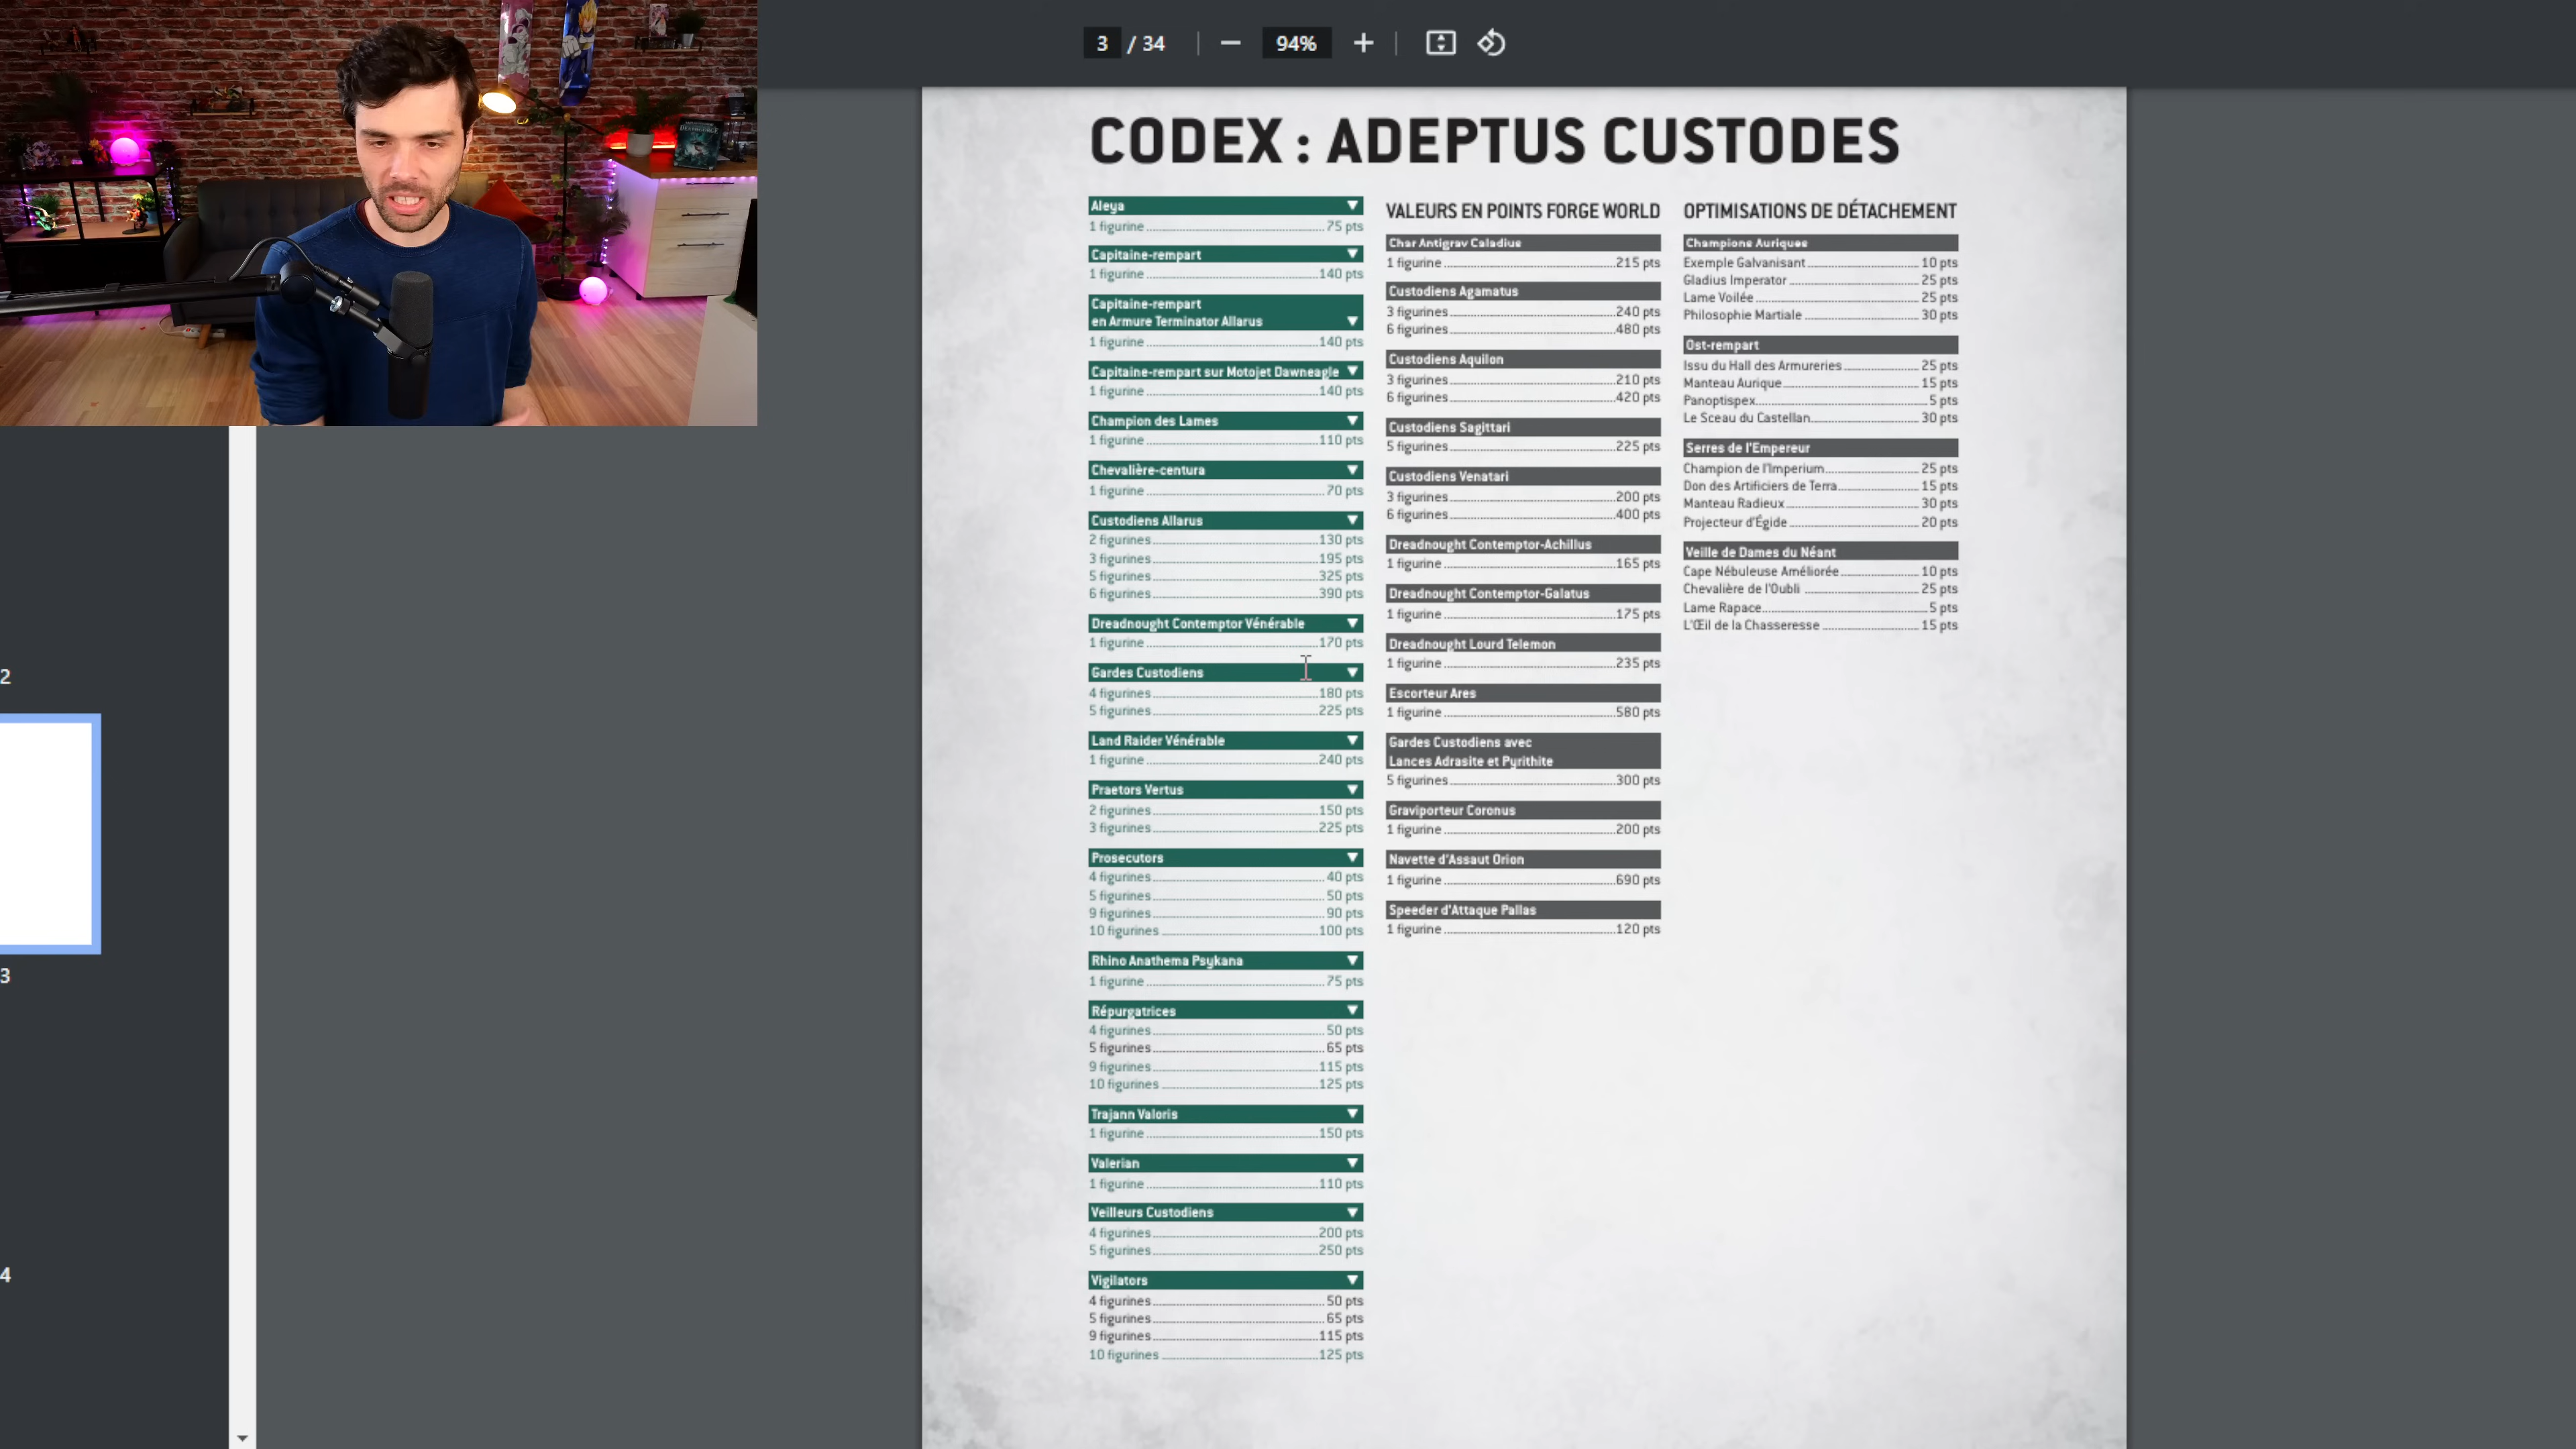 3 / 34
94%
2
3
4
CODEX : ADEPTUS CUSTODES
Aleya
1 figurine 75 pts
Capitaine-rempart
1 figurine 140 pts
Capitaine-rempart
en Armure Terminator Allarus
1 figurine 140 pts
Capitaine-rempart sur Motojet Dawneagle
1 figurine 140 pts
Champion des Lames
1 figurine 110 pts
Chevalière-centura
1 figurine 70 pts
Custodiens Allarus
2 figurines 130 pts
3 figurines 195 pts
5 figurines 325 pts
6 figurines 390 pts
Dreadnought Contemptor Vénérable
1 figurine 170 pts
Gardes Custodiens
4 figurines 180 pts
5 figurines 225 pts
Land Raider Vénérable
1 figurine 240 pts
Praetors Vertus
2 figurines 150 pts
3 figurines 225 pts
Prosecutors
4 figurines 40 pts
5 figurines 50 pts
9 figurines 90 pts
10 figurines 100 pts
Rhino Anathema Psykana
1 figurine 75 pts
Répurgatrices
4 figurines 50 pts
5 figurines 65 pts
9 figurines 115 pts
10 figurines 125 pts
Trajann Valoris
1 figurine 150 pts
Valerian
1 figurine 110 pts
Veilleurs Custodiens
4 figurines 200 pts
5 figurines 250 pts
Vigilators
4 figurines 50 pts
5 figurines 65 pts
9 figurines 115 pts
10 figurines 125 pts
VALEURS EN POINTS FORGE WORLD
Char Antigrav Caladius
1 figurine 215 pts
Custodiens Agamatus
3 figurines 240 pts
6 figurines 480 pts
Custodiens Aquilon
3 figurines 210 pts
6 figurines 420 pts
Custodiens Sagittari
5 figurines 225 pts
Custodiens Venatari
3 figurines 200 pts
6 figurines 400 pts
Dreadnought Contemptor-Achillus
1 figurine 165 pts
Dreadnought Contemptor-Galatus
1 figurine 175 pts
Dreadnought Lourd Telemon
1 figurine 235 pts
Escorteur Ares
1 figurine 580 pts
Gardes Custodiens avec
Lances Adrasite et Pyrithite
5 figurines 300 pts
Graviporteur Coronus
1 figurine 200 pts
Navette d'Assaut Orion
1 figurine 690 pts
Speeder d'Attaque Pallas
1 figurine 120 pts
OPTIMISATIONS DE DÉTACHEMENT
Champions Auriques
Exemple Galvanisant 10 pts
Gladius Imperator 25 pts
Lame Voilée 25 pts
Philosophie Martiale 30 pts
Ost-rempart
Issu du Hall des Armureries 25 pts
Manteau Aurique 15 pts
Panoptispex 5 pts
Le Sceau du Castellan 30 pts
Serres de l'Empereur
Champion de l'Imperium 25 pts
Don des Artificiers de Terra 15 pts
Manteau Radieux 30 pts
Projecteur d'Égide 20 pts
Veille de Dames du Néant
Cape Nébuleuse Améliorée 10 pts
Chevalière de l'Oubli 25 pts
Lame Rapace 5 pts
L'Œil de la Chasseresse 15 pts